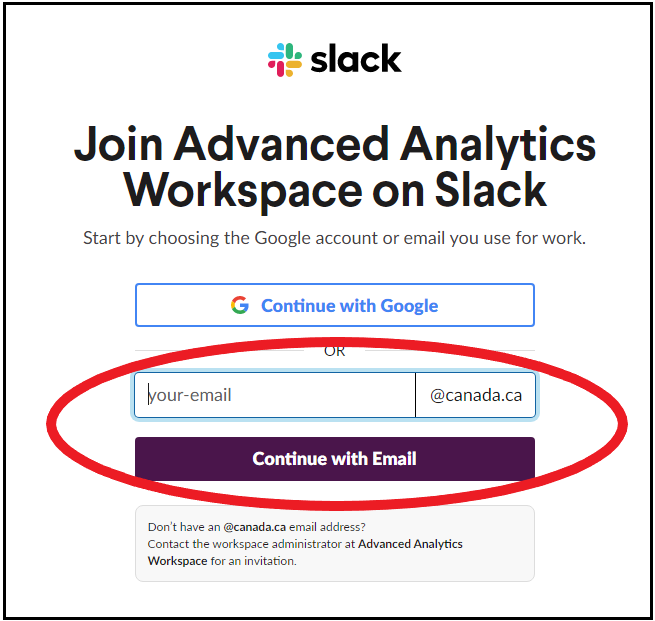 slack
Join Advanced Analytics
Workspace on Slack
Start by choosing the Google account or email you use for work.
Continue with Google
OR
your-email @canada.ca
Continue with Email
Don't have an @canada.ca email address?
Contact the workspace administrator at Advanced Analytics
Workspace for an invitation.